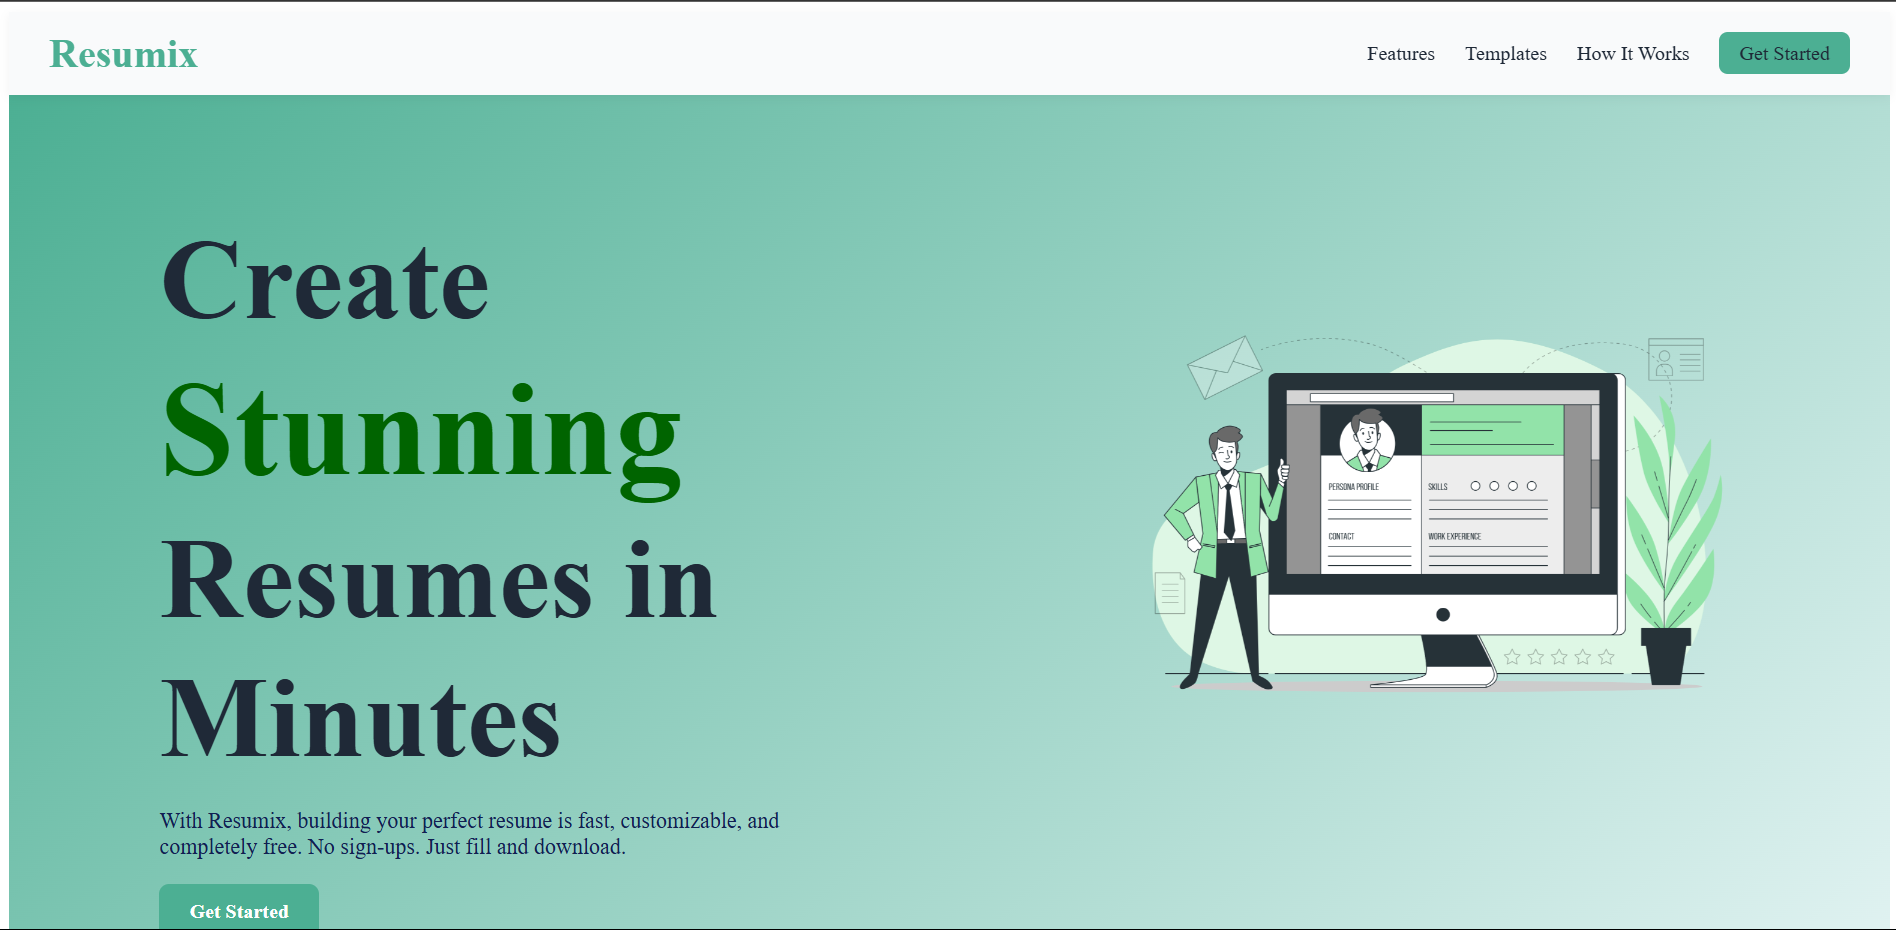 Resumix
Features
Templates
How It Works
Get Started
Create
Stunning
Resumes in
Minutes
With Resumix, building your perfect resume is fast, customizable, and
completely free. No sign-ups. Just fill and download.
Get Started
PERSONA PROFILE
SKILLS
CONTACT
WORK EXPERIENCE